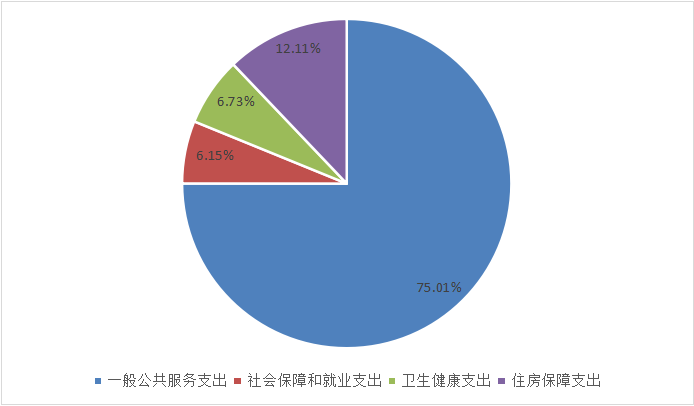 12.11%
6.73%
6.15%
75.01%
一般公共服务支出 社会保障和就业支出 卫生健康支出 住房保障支出